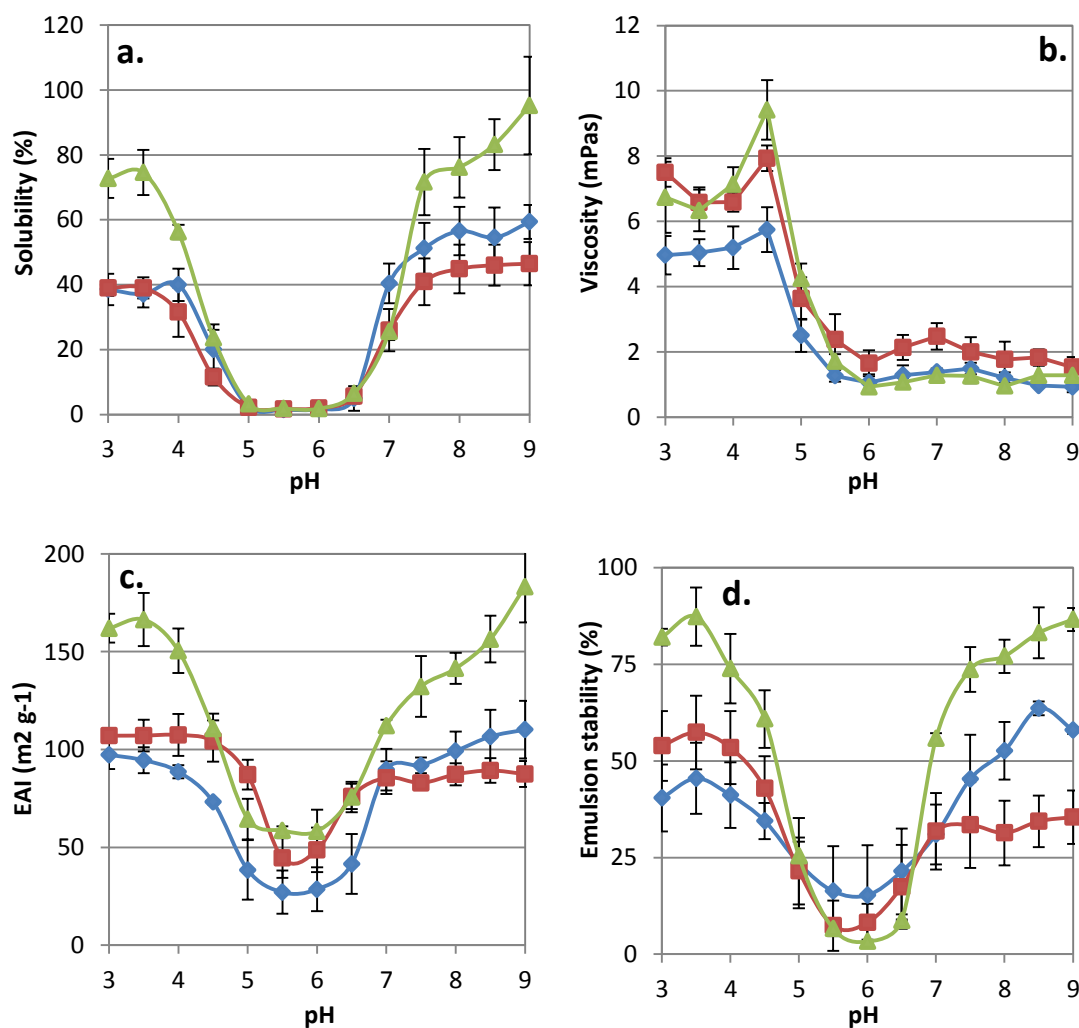 a.
Solubility (%)
120
100
80
60
40
20
0
3 4 5 6 7 8 9
pH
b.
Viscosity (mPas)
12
10
8
6
4
2
0
3 4 5 6 7 8 9
pH
c.
EAI (m2 g-1)
200
150
100
50
0
3 4 5 6 7 8 9
pH
d.
Emulsion stability (%)
100
75
50
25
0
3 4 5 6 7 8 9
pH